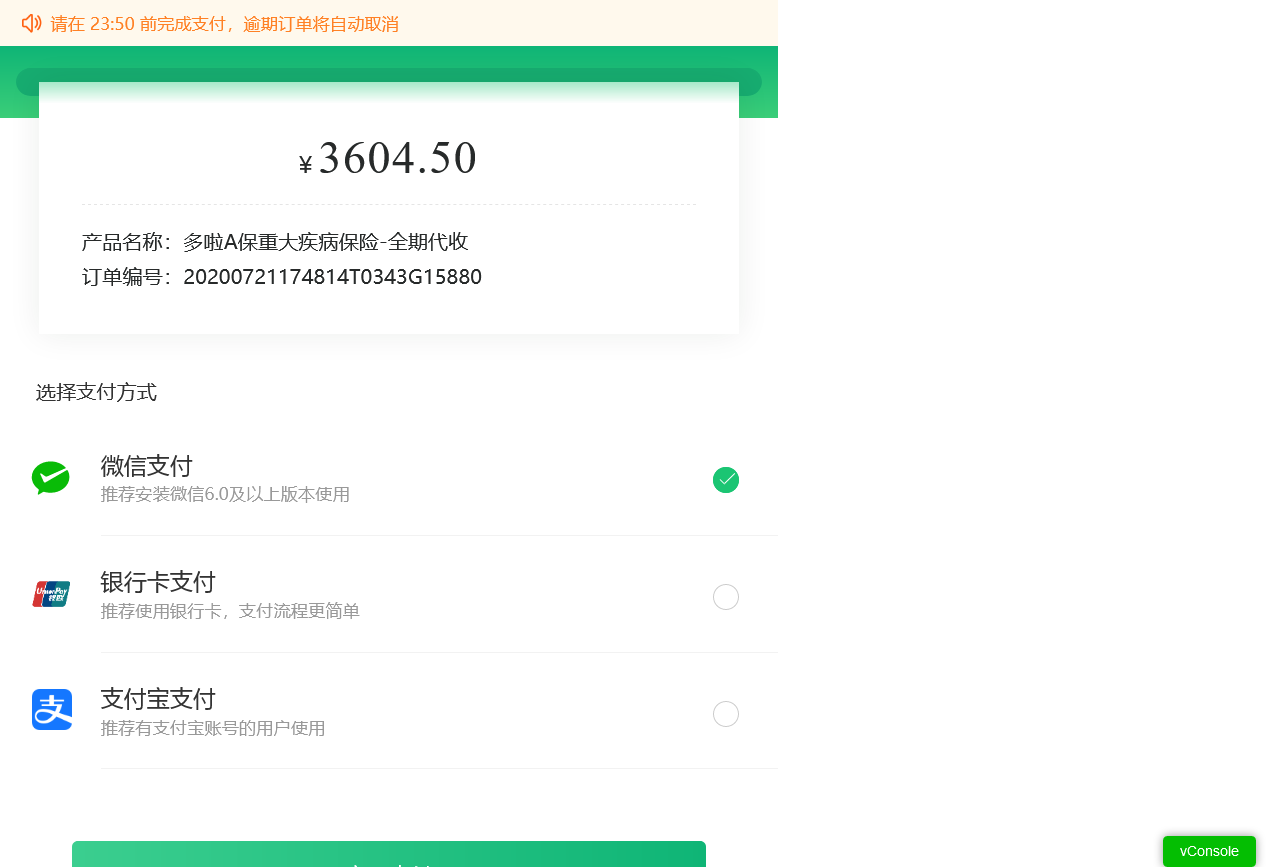 请在 23:50 前完成支付，逾期订单将自动取消
¥ 3604.50
产品名称：多啦A保重大疾病保险-全期代收
订单编号：20200721174814T0343G15880
选择支付方式
微信支付
推荐安装微信6.0及以上版本使用
UnionPay 银联
银行卡支付
推荐使用银行卡，支付流程更简单
支
支付宝支付
推荐有支付宝账号的用户使用
vConsole